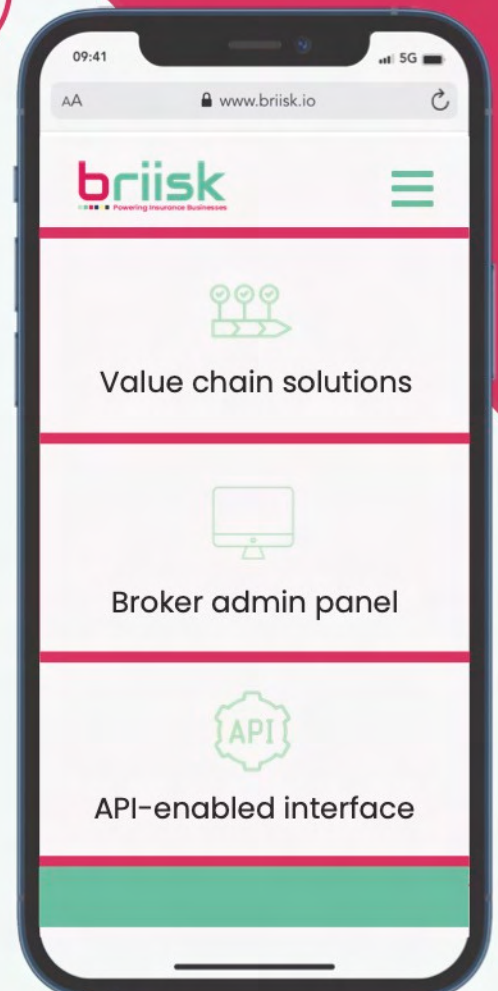 09:41
5G
AA
www.briisk.io
briisk
Powering Insurance Businesses
Value chain solutions
Broker admin panel
API
API-enabled interface